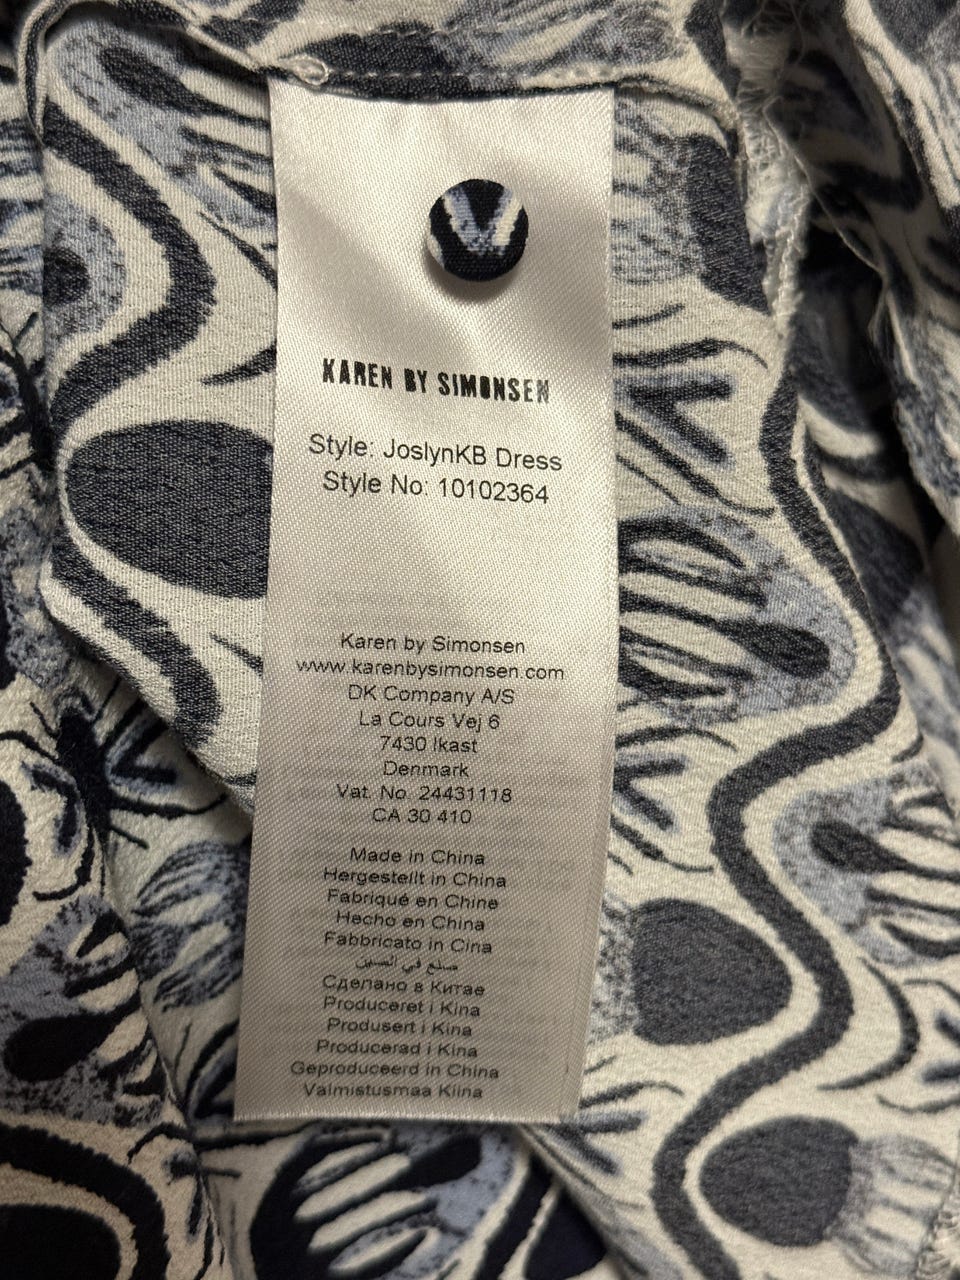 KAREN BY SIMONSEN
Style: JoslynKB Dress
Style No: 10102364
Karen by Simonsen
www.karenbysimonsen.com
DK Company A/S
La Cours Vej 6
7430 Ikast
Denmark
Vat. No. 24431118
CA 30 410
Made in China
Hergestellt in China
Fabriqué en Chine
Hecho en China
Fabbricato in Cina
صنع في الصين
Сделано в Китае
Produceret i Kina
Produsert i Kina
Producerad i Kina
Geproduceerd in China
Valmistusmaa Kiina